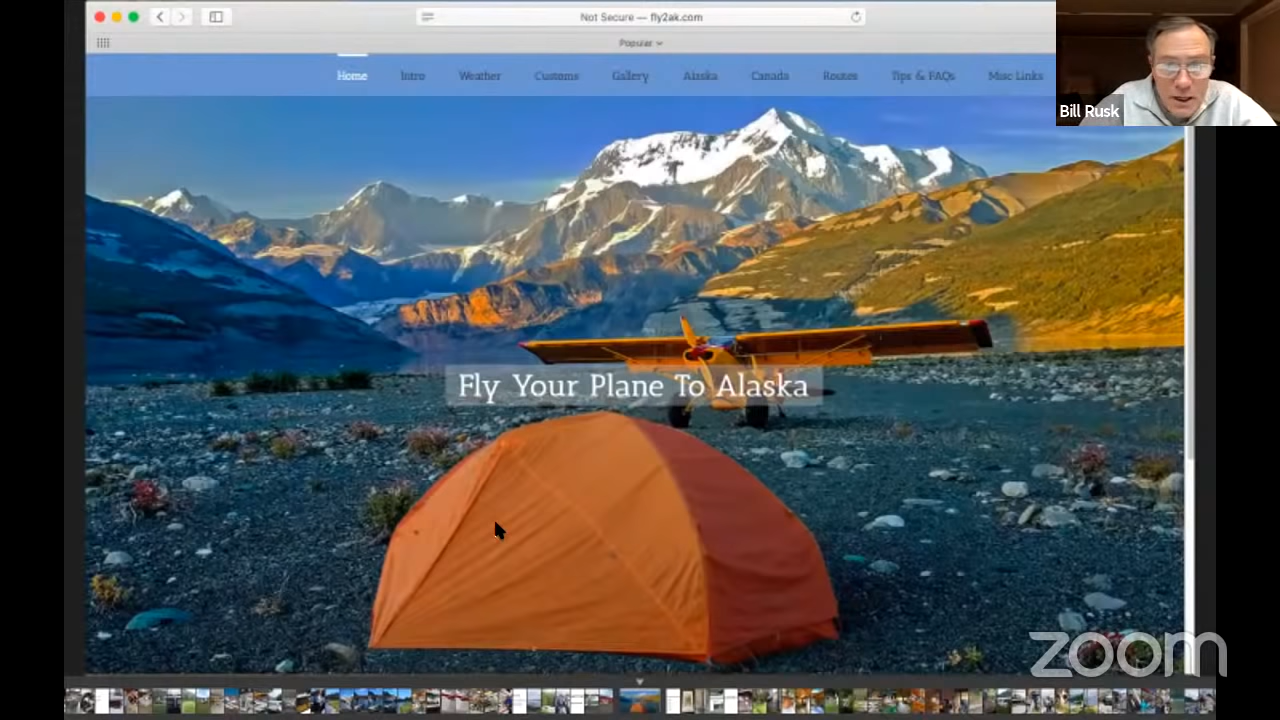 Not Secure — fly2ak.com
Popular
Home Intro Weather Customs Gallery Alaska Canada Routes Tips & FAQs Misc Links
Bill Rusk
Fly Your Plane To Alaska
zoom